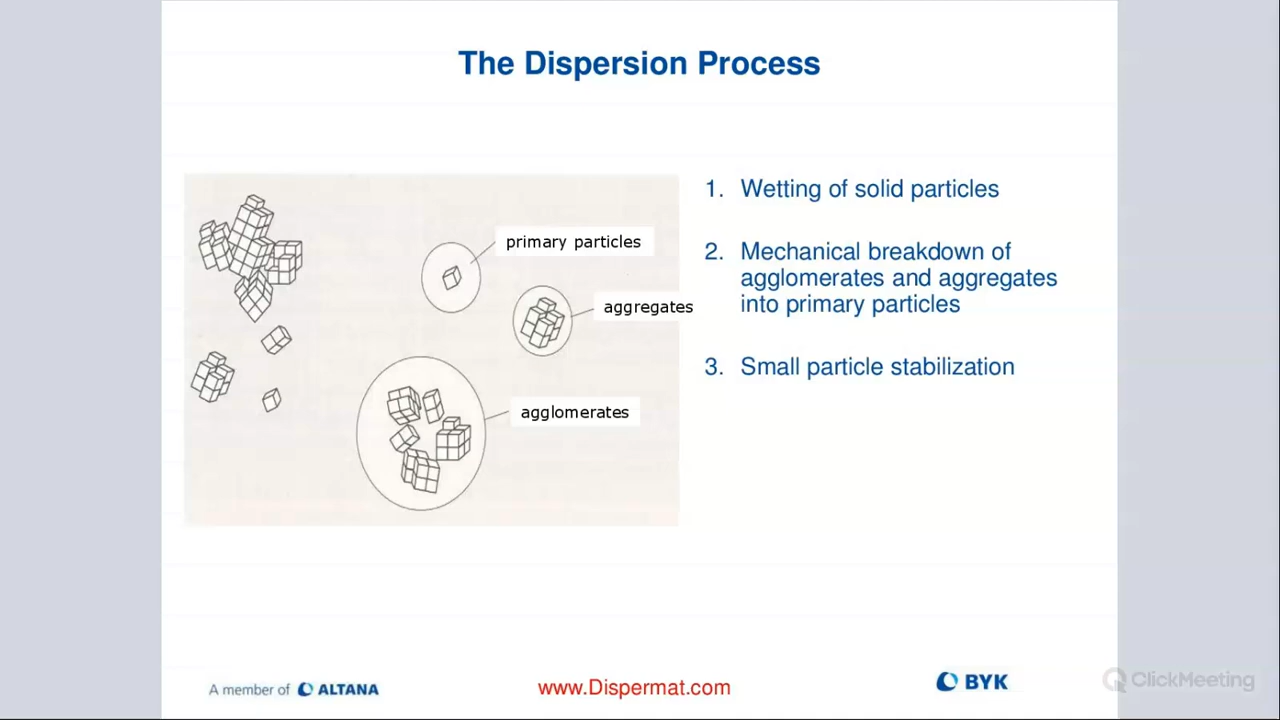 The Dispersion Process
primary particles
aggregates
agglomerates
1. Wetting of solid particles
2. Mechanical breakdown of
agglomerates and aggregates
into primary particles
3. Small particle stabilization
A member of ALTANA
www.Dispermat.com
BYK
ClickMeeting